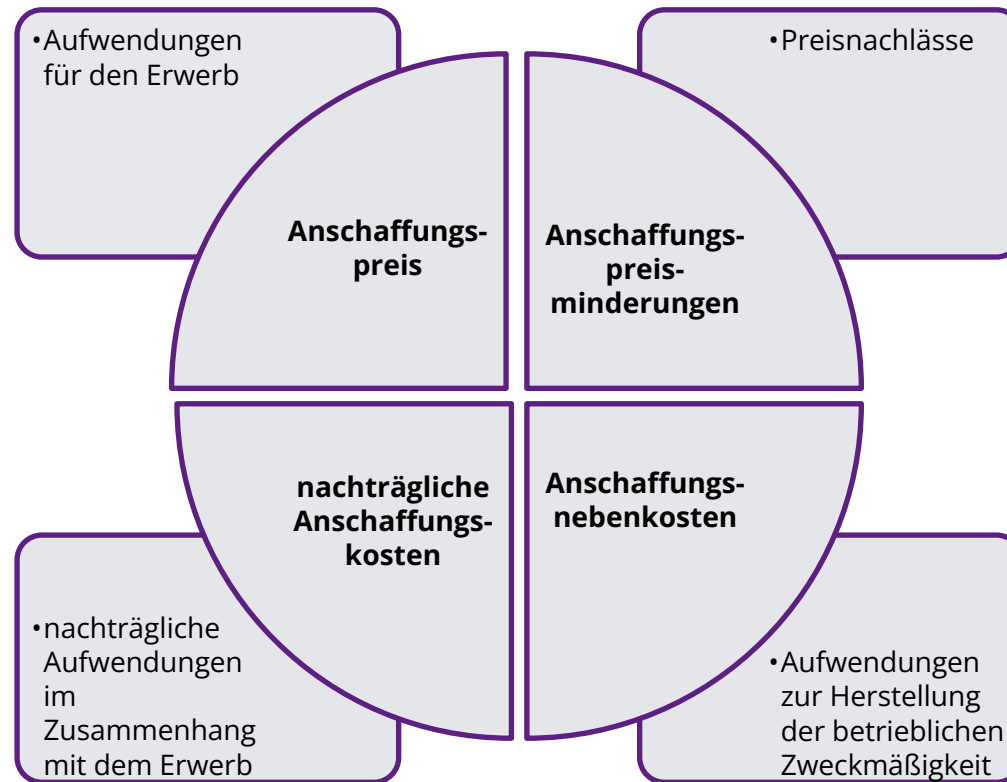 •Aufwendungen
für den Erwerb
•Preisnachlässe
Anschaffungs-
preis
Anschaffungs-
preis-
minderungen
nachträgliche
Anschaffungs-
kosten
Anschaffungs-
nebenkosten
•nachträgliche
Aufwendungen
im
Zusammenhang
mit dem Erwerb
•Aufwendungen
zur Herstellung
der betrieblichen
Zweckmäßigkeit